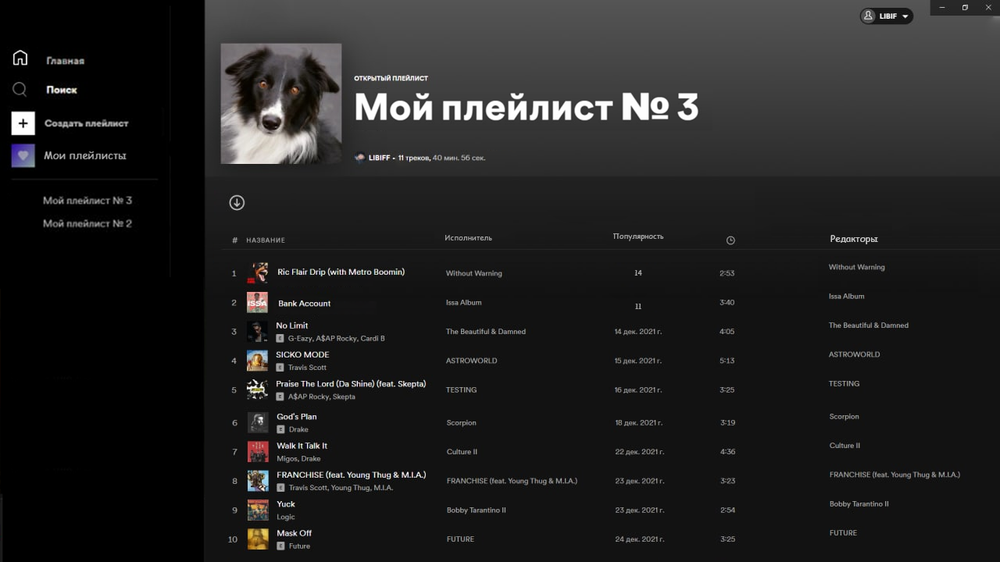 LIBIF
Главная
Поиск
Создать плейлист
Мои плейлисты
Мой плейлист № 3
Мой плейлист № 2
ОТКРЫТЫЙ ПЛЕЙЛИСТ
Мой плейлист № 3
LIBIFF • 11 треков, 40 мин. 56 сек.
# НАЗВАНИЕ Исполнитель Популярность Редакторы
1 Ric Flair Drip (with Metro Boomin) Without Warning 14 2:53 Without Warning
2 ISSA Bank Account Issa Album 11 3:40 Issa Album
3 No Limit The Beautiful & Damned 14 дек. 2021 г. 4:05 The Beautiful & Damned
E G-Eazy, A$AP Rocky, Cardi B
4 SICKO MODE ASTROWORLD 15 дек. 2021 г. 5:13 ASTROWORLD
E Travis Scott
5 Praise The Lord (Da Shine) (feat. Skepta) TESTING 16 дек. 2021 г. 3:25 TESTING
E A$AP Rocky, Skepta
6 God's Plan Scorpion 18 дек. 2021 г. 3:19 Scorpion
E Drake
7 Walk It Talk It Culture II 22 дек. 2021 г. 4:36 Culture II
Migos, Drake
8 FRANCHISE (feat. Young Thug & M.I.A.) FRANCHISE (feat. Young Thug & M.I.A.) 23 дек. 2021 г. 3:23 FRANCHISE (feat. Young Thug & M.I.A.)
E Travis Scott, Young Thug, M.I.A.
9 Yuck Bobby Tarantino II 23 дек. 2021 г. 2:54 Bobby Tarantino II
Logic
10 Mask Off FUTURE 24 дек. 2021 г. 3:25 FUTURE
E Future